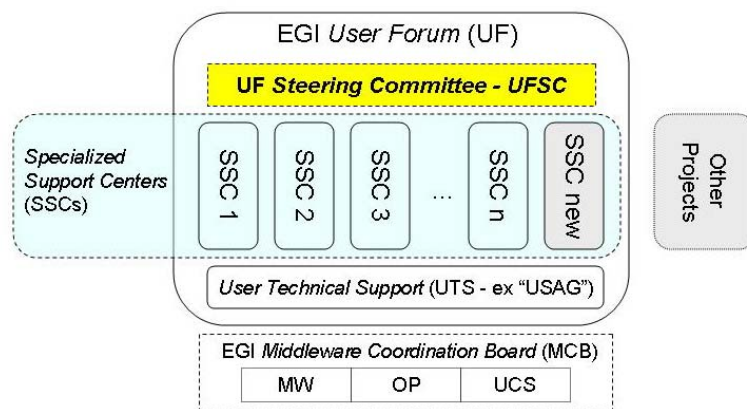 EGI User Forum (UF)
UF Steering Committee - UFSC
Specialized
Support Centers
(SSCs)
SSC 1
SSC 2
SSC 3
...
SSC n
SSC new
Other
Projects
User Technical Support (UTS - ex “USAG”)
EGI Middleware Coordination Board (MCB)
MW OP UCS